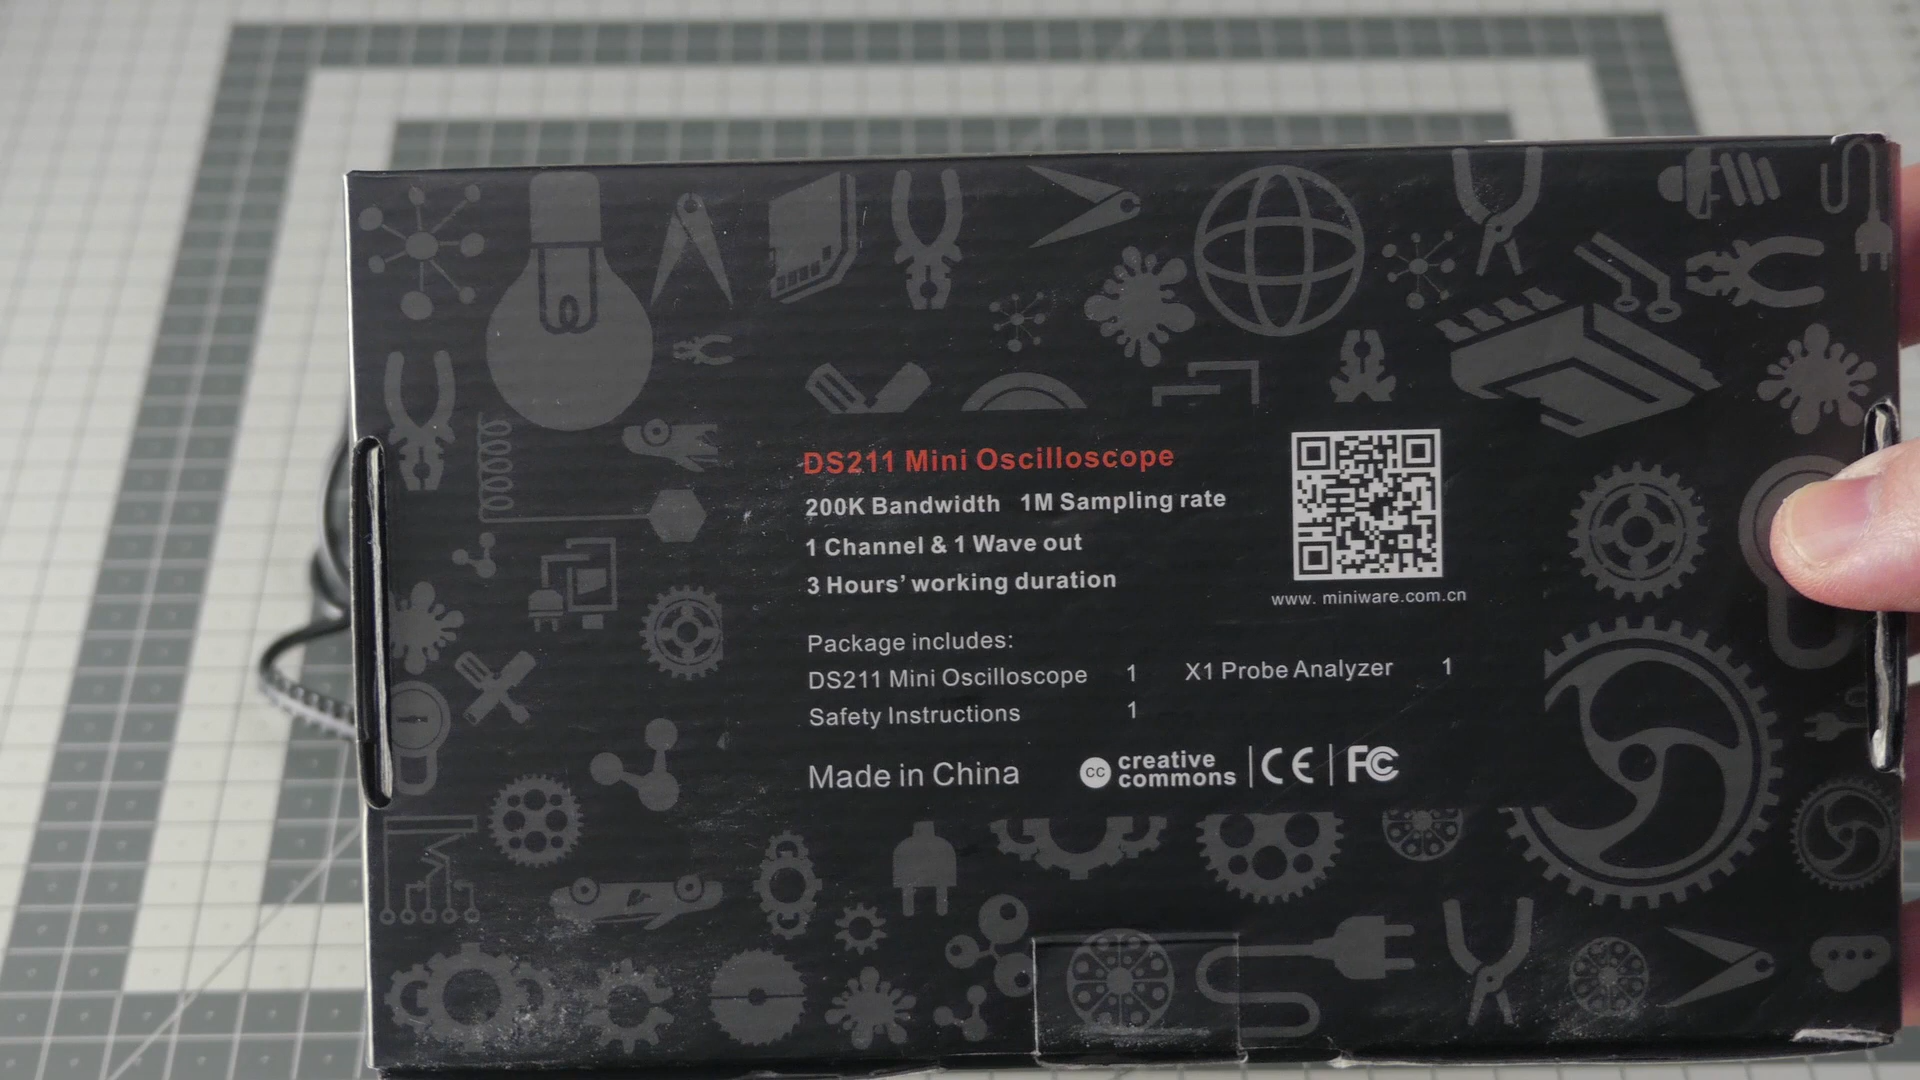 DS211 Mini Oscilloscope
200K Bandwidth 1M Sampling rate
1 Channel & 1 Wave out
3 Hours’ working duration
www. miniware.com.cn
Package includes:
DS211 Mini Oscilloscope 1 X1 Probe Analyzer 1
Safety Instructions 1
Made in China cc creative commons CE FC